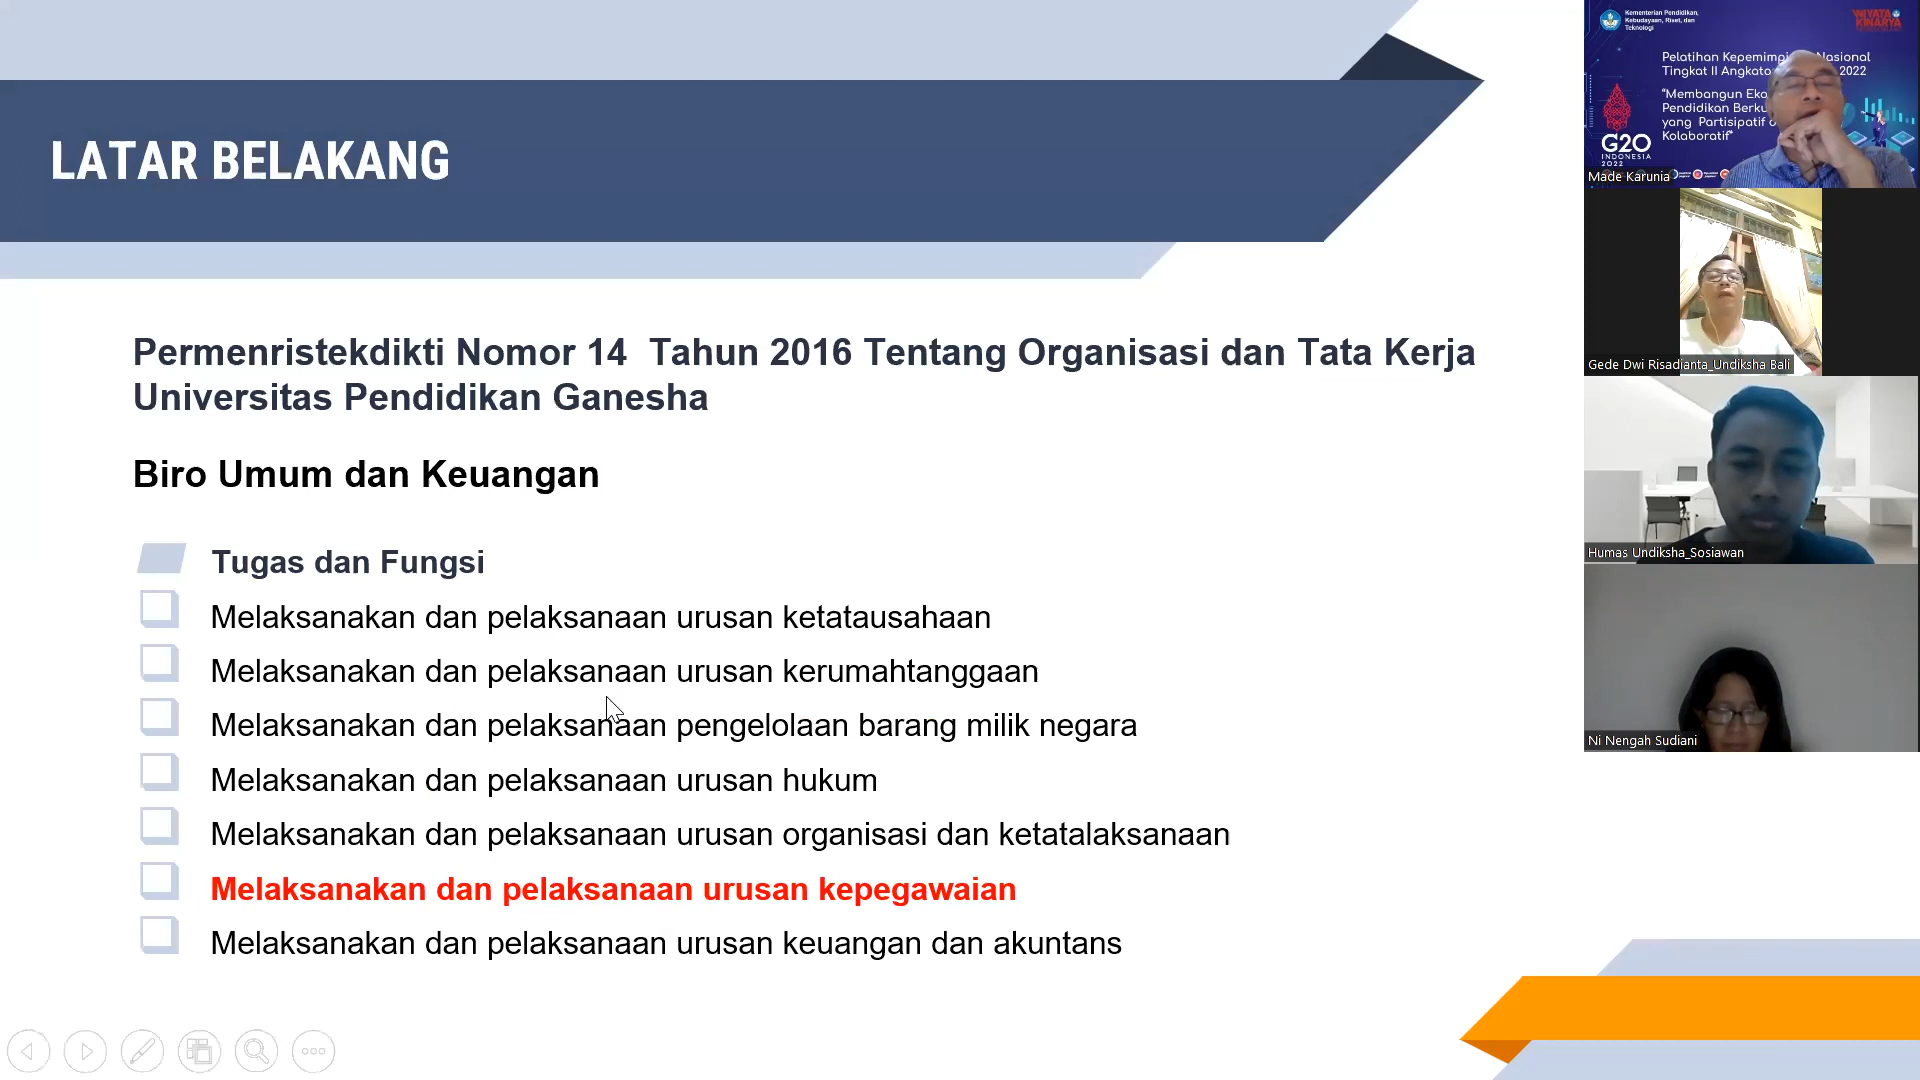 LATAR BELAKANG
Permenristekdikti Nomor 14 Tahun 2016 Tentang Organisasi dan Tata Kerja
Universitas Pendidikan Ganesha
Biro Umum dan Keuangan
Tugas dan Fungsi
Melaksanakan dan pelaksanaan urusan ketatausahaan
Melaksanakan dan pelaksanaan urusan kerumahtanggaan
Melaksanakan dan pelaksanaan pengelolaan barang milik negara
Melaksanakan dan pelaksanaan urusan hukum
Melaksanakan dan pelaksanaan urusan organisasi dan ketatalaksanaan
Melaksanakan dan pelaksanaan urusan kepegawaian
Melaksanakan dan pelaksanaan urusan keuangan dan akuntans
Kementerian Pendidikan,
Kebudayaan, Riset, dan
Teknologi
WIYATA
KINARYA
Pelatihan Kepemimpi Nasional
Tingkat II Angkata 2022
"Membangun Eko
Pendidikan Berku
yang Partisipatif d
Kolaboratif"
G20
INDONESIA
2022
Made Karunia
Gede Dwi Risadianta_Undiksha Bali
Humas Undiksha_Sosiawan
Ni Nengah Sudiani